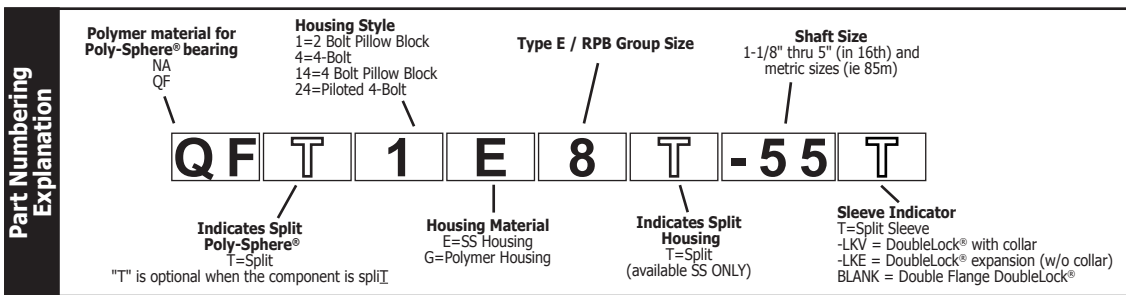 Part Numbering
Explanation
Polymer material for
Poly-Sphere® bearing
NA
QF
Housing Style
1=2 Bolt Pillow Block
4=4-Bolt
14=4 Bolt Pillow Block
24=Piloted 4-Bolt
Type E / RPB Group Size
Shaft Size
1-1/8" thru 5" (in 16th) and
metric sizes (ie 85m)
QF T 1 E 8 T -55 T
Indicates Split
Poly-Sphere®
T=Split
"T" is optional when the component is spliT
Housing Material
E=SS Housing
G=Polymer Housing
Indicates Split
Housing
T=Split
(available SS ONLY)
Sleeve Indicator
T=Split Sleeve
-LKV = DoubleLock® with collar
-LKE = DoubleLock® expansion (w/o collar)
BLANK = Double Flange DoubleLock®